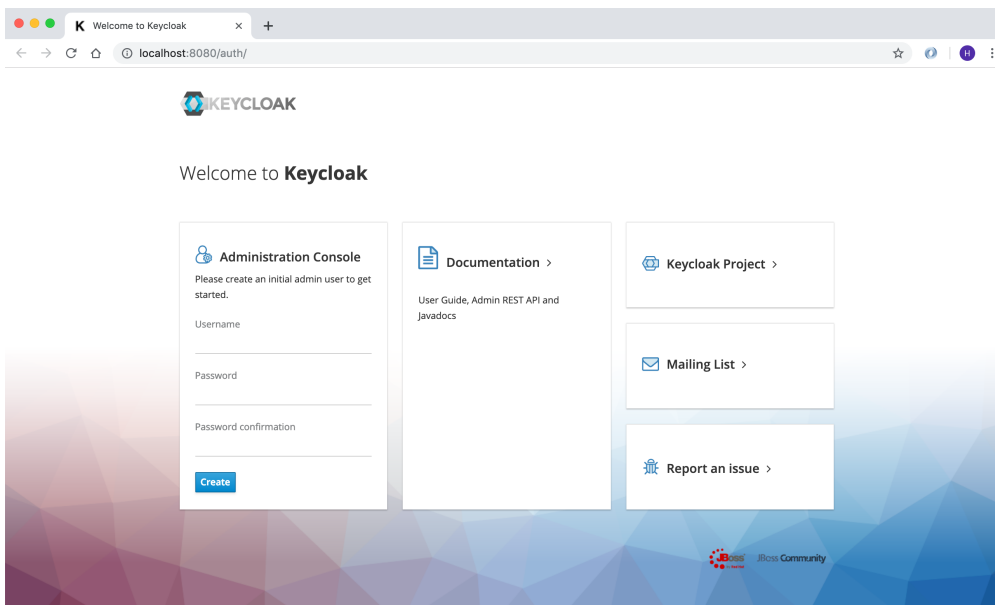 K Welcome to Keycloak
localhost:8080/auth/
H
KEYCLOAK
Welcome to Keycloak
Administration Console
Please create an initial admin user to get
started.
Username
Password
Password confirmation
Create
Documentation >
User Guide, Admin REST API and
Javadocs
Keycloak Project >
Mailing List >
Report an issue >
JBoss
JBoss Community